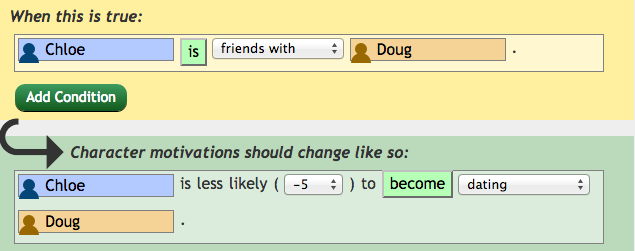 When this is true:
Chloe is friends with Doug .
Add Condition
Character motivations should change like so:
Chloe is less likely ( -5 ) to become dating
Doug .